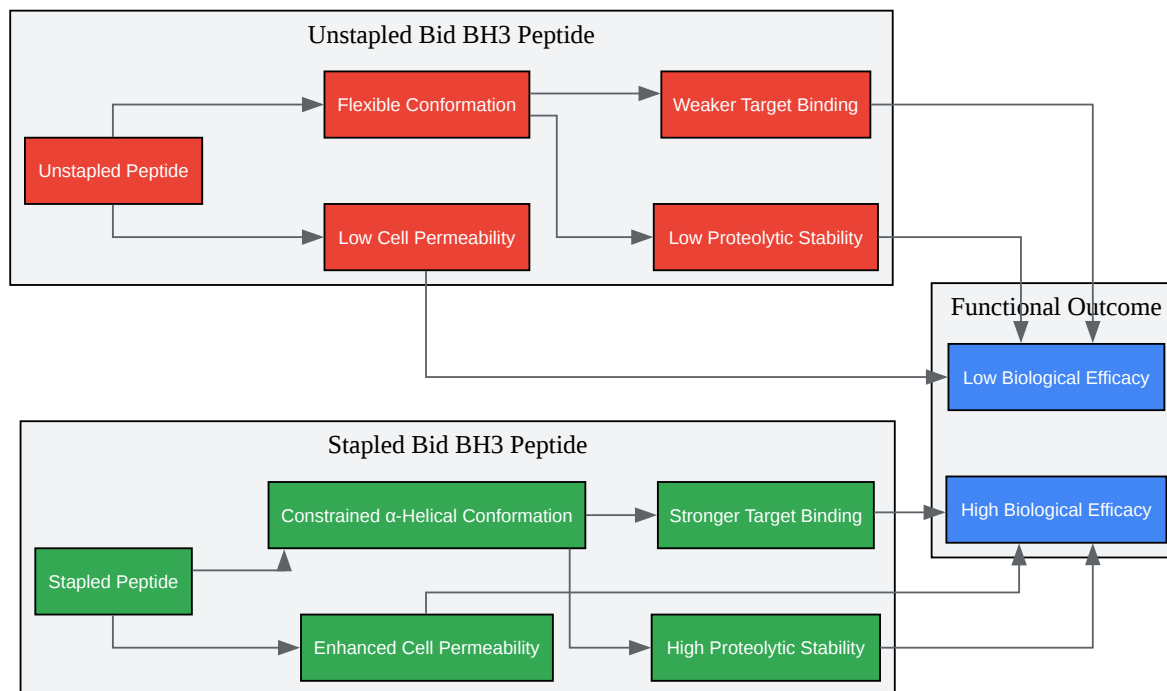 Unstapled Bid BH3 Peptide
Flexible Conformation
Weaker Target Binding
Unstapled Peptide
Low Cell Permeability
Low Proteolytic Stability
Functional Outcome
Low Biological Efficacy
High Biological Efficacy
Stapled Bid BH3 Peptide
Constrained α-Helical Conformation
Stronger Target Binding
Stapled Peptide
Enhanced Cell Permeability
High Proteolytic Stability